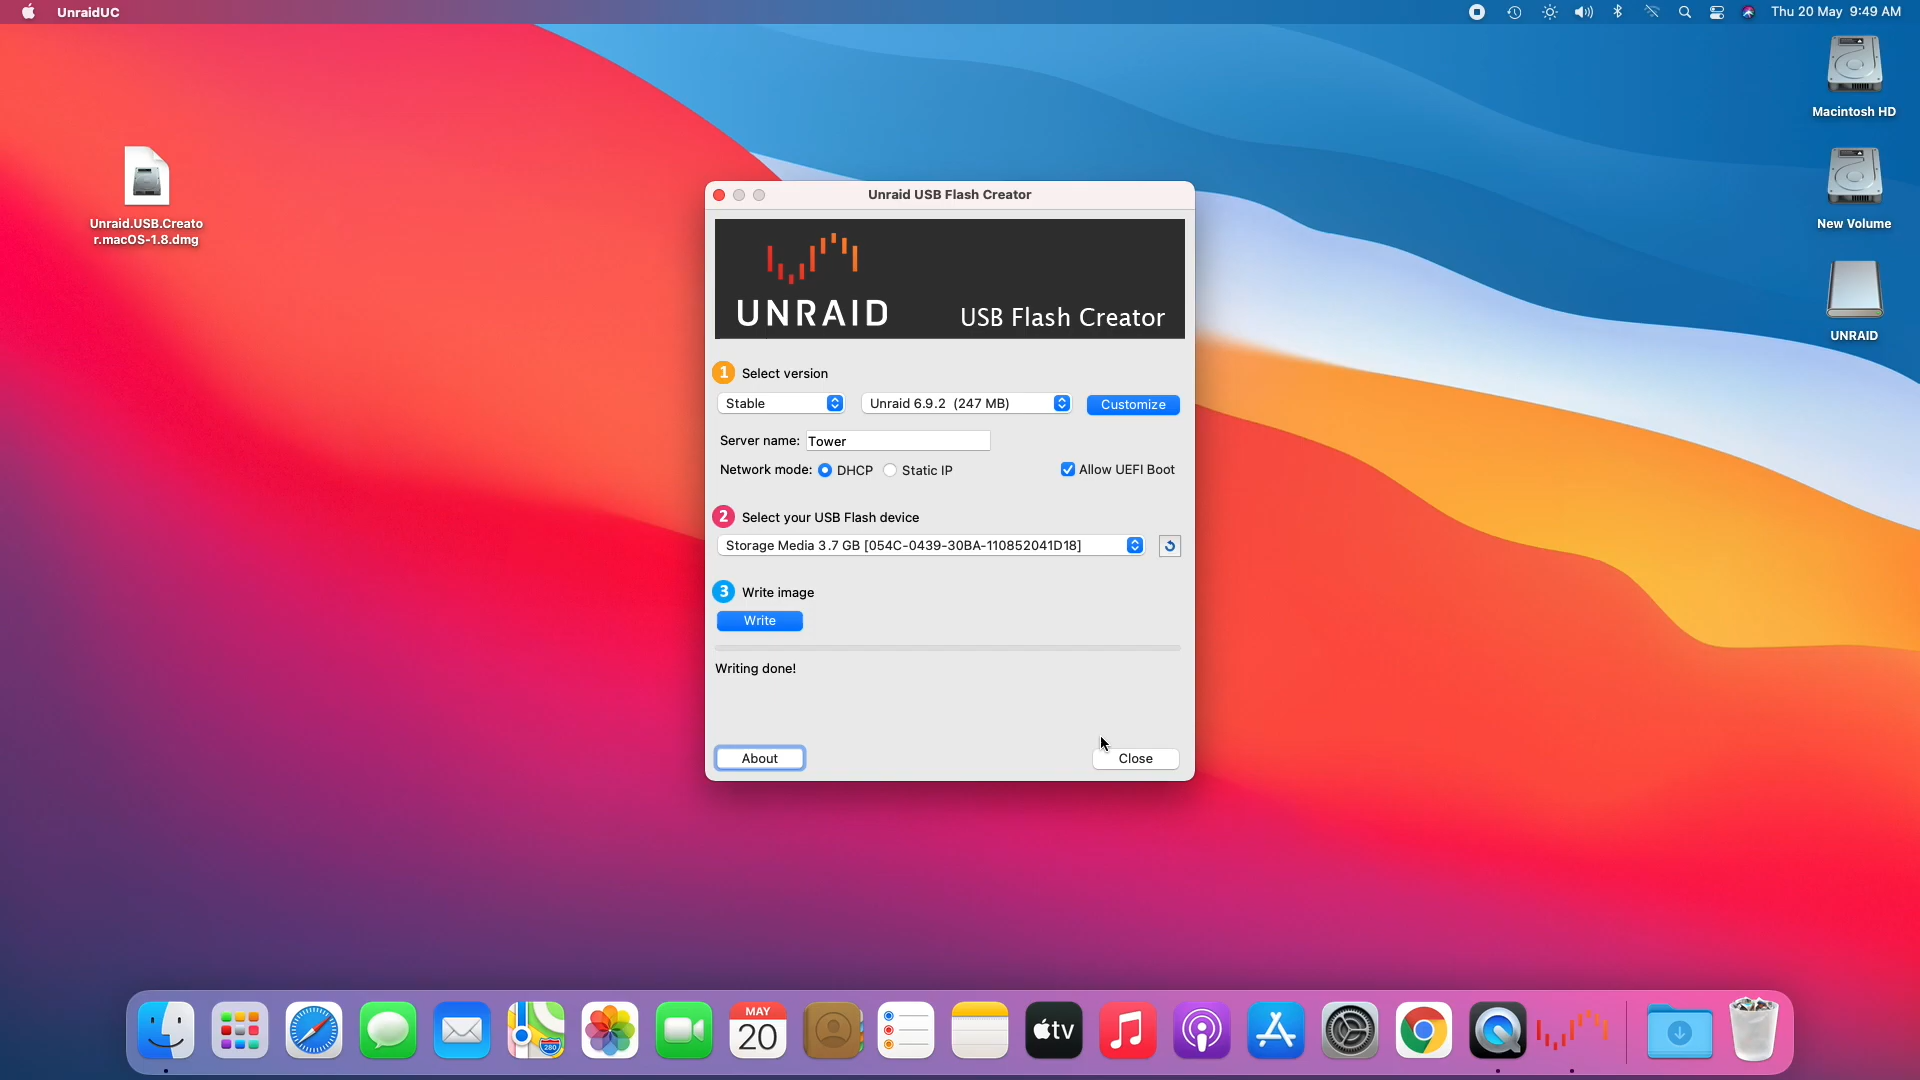 UnraidUC
Thu 20 May 9:49 AM
Macintosh HD
New Volume
UNRAID
Unraid.USB.Creato
r.macOS-1.8.dmg
Unraid USB Flash Creator
UNRAID
USB Flash Creator
1 Select version
Stable
Unraid 6.9.2 (247 MB)
Customize
Server name: Tower
Network mode: DHCP Static IP
Allow UEFI Boot
2 Select your USB Flash device
Storage Media 3.7 GB [054C-0439-30BA-110852041D18]
3 Write image
Write
Writing done!
About
Close
280
MAY
20
tv